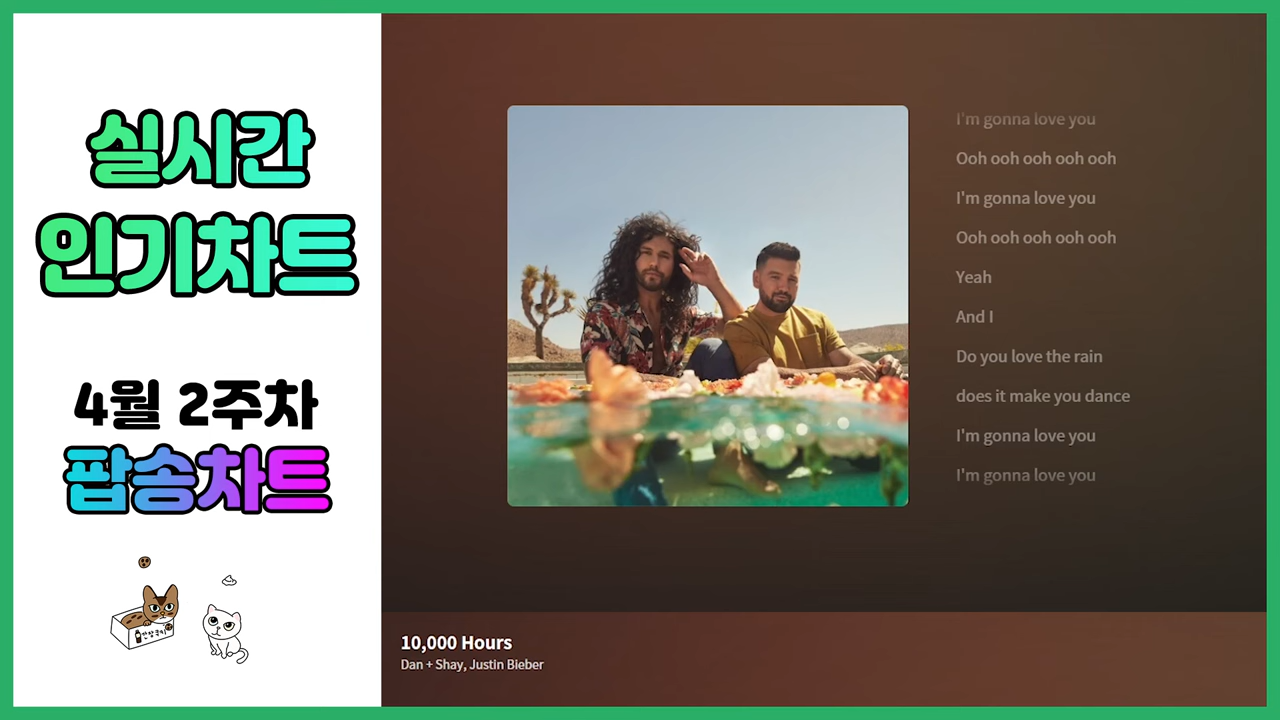 실시간
인기차트
4월 2주차
팝송차트
I'm gonna love you
Ooh ooh ooh ooh ooh
I'm gonna love you
Ooh ooh ooh ooh ooh
Yeah
And I
Do you love the rain
does it make you dance
I'm gonna love you
I'm gonna love you
10,000 Hours
Dan + Shay, Justin Bieber